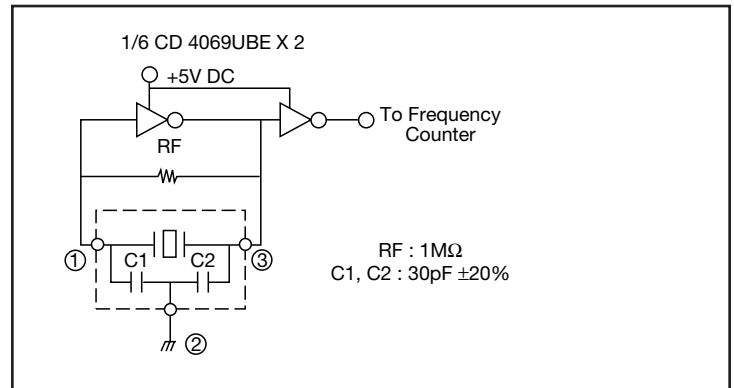 1/6 CD 4069UBE X 2
+5V DC
To Frequency
Counter
RF
① C1 C2 ③
RF : 1MΩ
C1, C2 : 30pF ±20%
②